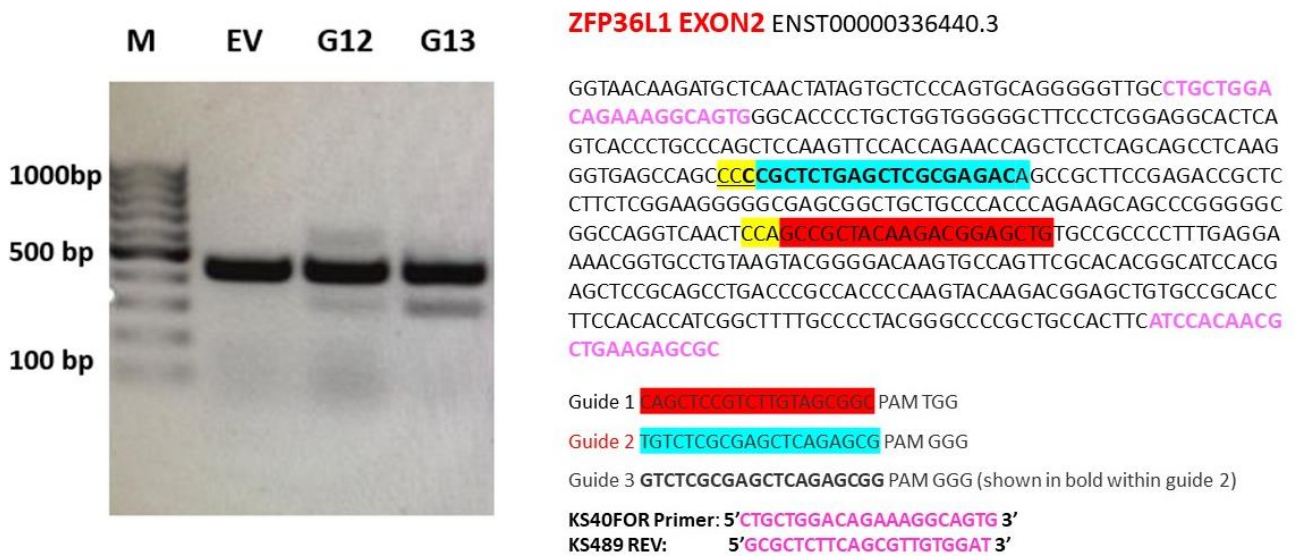 M EV G12 G13
1000bp
500 bp
100 bp
ZFP36L1 EXON2 ENST00000336440.3
GGTAACAAGATGCTCAACTATAGTGCTCCCAGTGCAGGGGGTTGCCTGCTGGA
CAGAAAGGCAGTGGGCACCCCTGCTGGTGGGGGCTTCCCTCGGAGGCACTCA
GTCACCCTGCCCAGCTCCAAGTTCCACCAGAACCAGCTCCTCAGCAGCCTCAAG
GGTGAGCCAGCCCCCGCTCTGAGCTCGCGAGACAGCCGCTTCCGAGACCGCTC
CTTCTCGGAAGGGGGCGAGCGGCTGCTGCCCACCCAGAAGCAGCCCGGGGGC
GGCCAGGTCAACTCCAGCCGCTACAAGACGGAGCTGTGCCGCCCCTTTGAGGA
AAACGGTGCCTGTAAGTACGGGGACAAGTGCCAGTTCGCACACGGCATCCACG
AGCTCCGCAGCCTGACCCGCCACCCCAAGTACAAGACGGAGCTGTGCCGCACC
TTCCACACCATCGGCTTTTGCCCCTACGGGCCCCGCTGCCACTTCATCCACAACG
CTGAAGAGCGC
Guide 1 CAGCTCCGTCTTGTAGCGGC PAM TGG
Guide 2 TGTCTCGCGAGCTCAGAGCG PAM GGG
Guide 3 GTCTCGCGAGCTCAGAGCGG PAM GGG (shown in bold within guide 2)
KS40FOR Primer: 5’CTGCTGGACAGAAAGGCAGTG 3’
KS489 REV: 5’GCGCTCTTCAGCGTTGTGGAT 3’